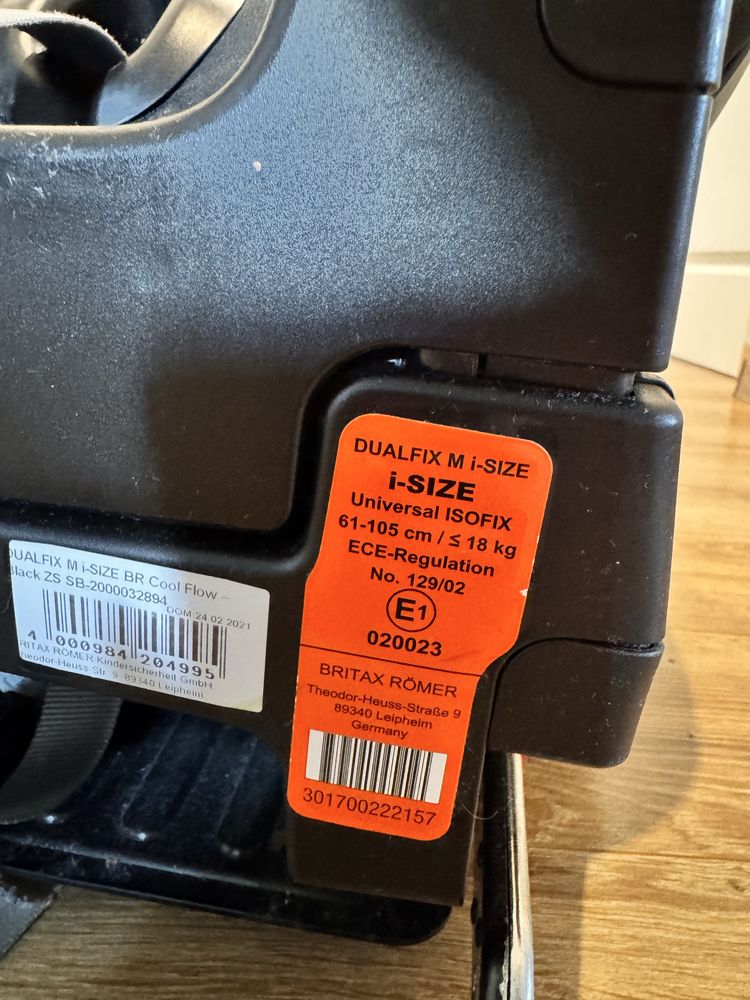 DUALFIX M i-SIZE
i-SIZE
Universal ISOFIX
61-105 cm / ≤ 18 kg
ECE-Regulation
No. 129/02
E1
020023
BRITAX RÖMER
Theodor-Heuss-Straße 9
89340 Leipheim
Germany
301700222157
DUALFIX M i-SIZE BR Cool Flow –
Black ZS SB-2000032894
DOM:24 02 2021
4 000984 204995
BRITAX RÖMER Kindersicherheit GmbH
Theodor-Heuss-Str. 9, 89340 Leipheim